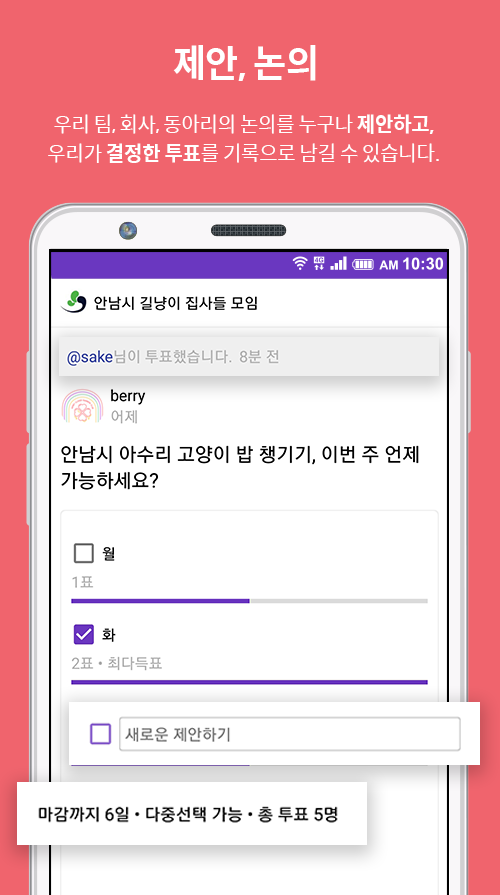 제안, 논의
우리 팀, 회사, 동아리의 논의를 누구나 제안하고,
우리가 결정한 투표를 기록으로 남길 수 있습니다.
4G AM 10:30
안남시 길냥이 집사들 모임
@sake님이 투표했습니다. 8분 전
berry
어제
안남시 아수리 고양이 밥 챙기기, 이번 주 언제
가능하세요?
월
1표
화
2표 • 최다득표
새로운 제안하기
마감까지 6일 • 다중선택 가능 • 총 투표 5명